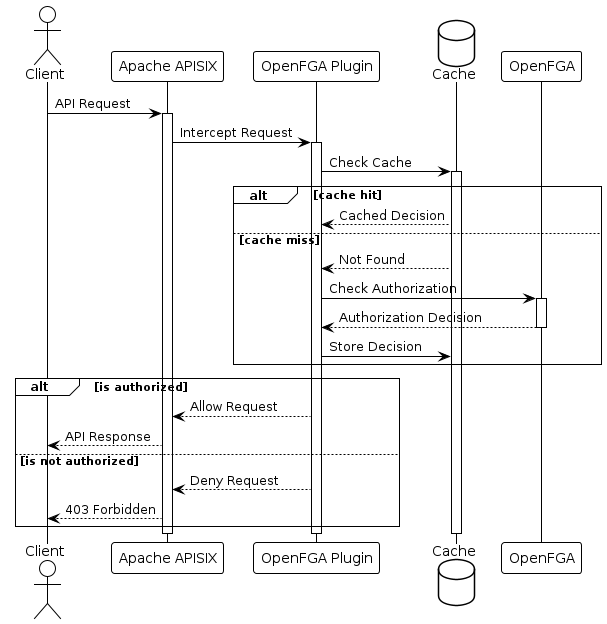 Client
Apache APISIX
OpenFGA Plugin
Cache
OpenFGA
API Request
Intercept Request
Check Cache
alt [cache hit]
Cached Decision
[cache miss]
Not Found
Check Authorization
Authorization Decision
Store Decision
alt [is authorized]
Allow Request
API Response
[is not authorized]
Deny Request
403 Forbidden
Client
Apache APISIX
OpenFGA Plugin
Cache
OpenFGA